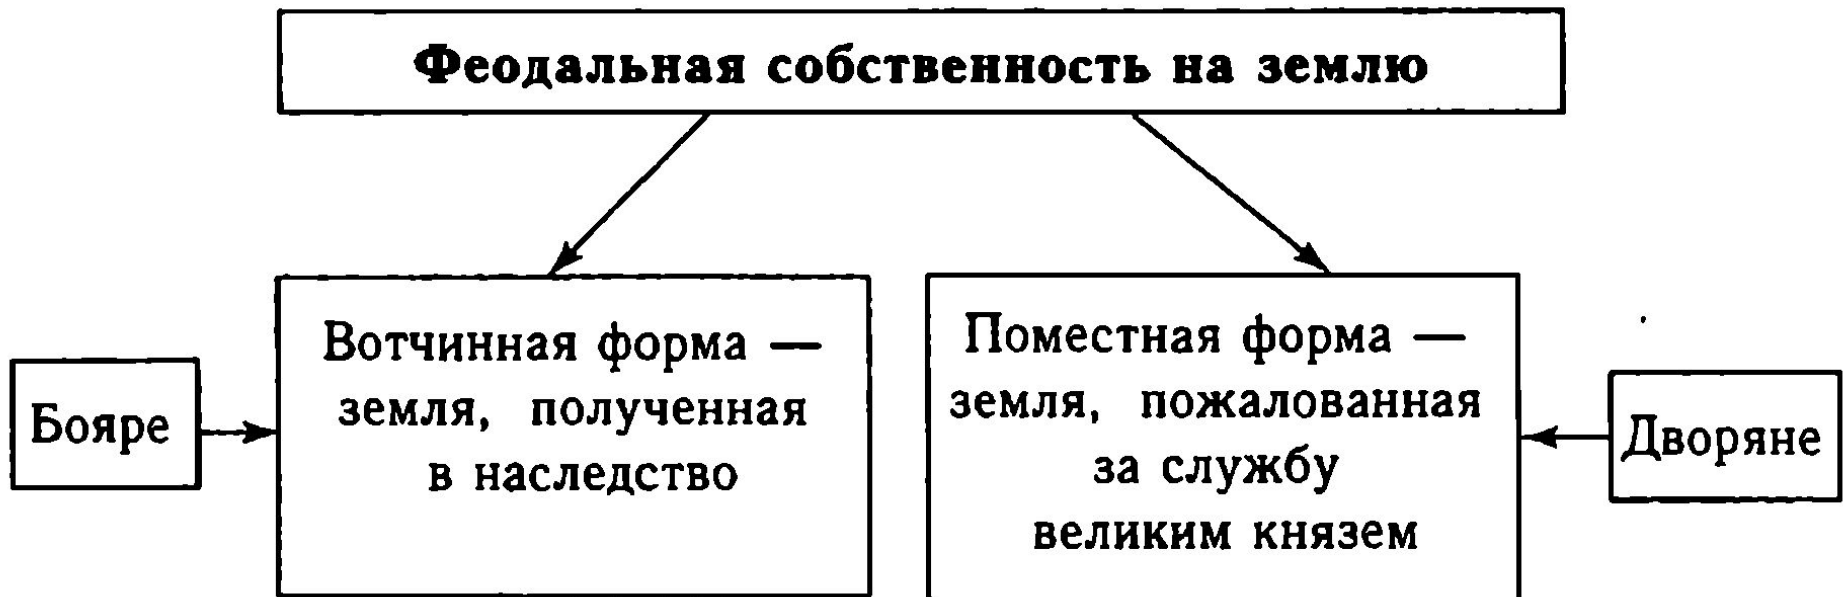 Феодальная собственность на землю
Вотчинная форма —
земля, полученная
в наследство
Поместная форма —
земля, пожалованная
за службу
великим князем
Бояре
Дворяне